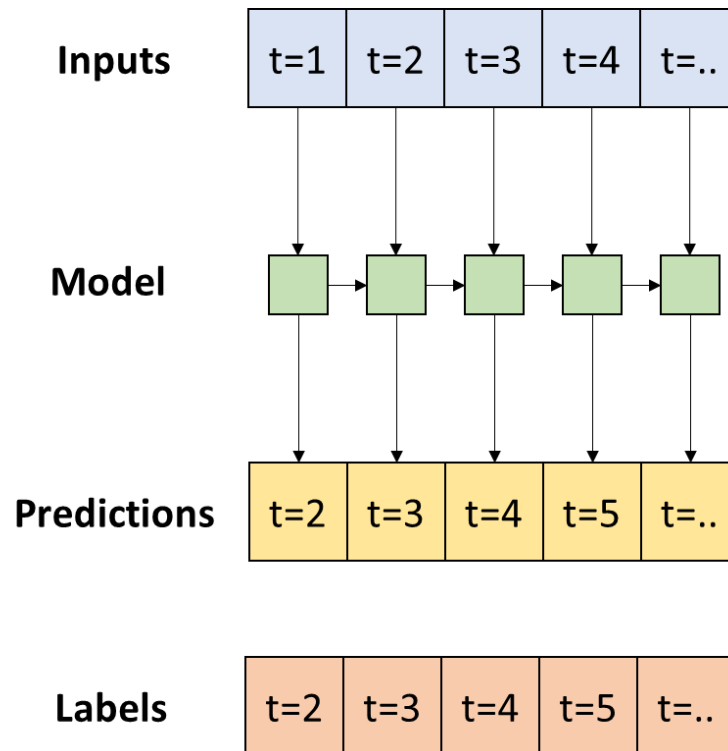 Inputs t=1 t=2 t=3 t=4 t=..
Model
Predictions t=2 t=3 t=4 t=5 t=..
Labels t=2 t=3 t=4 t=5 t=..